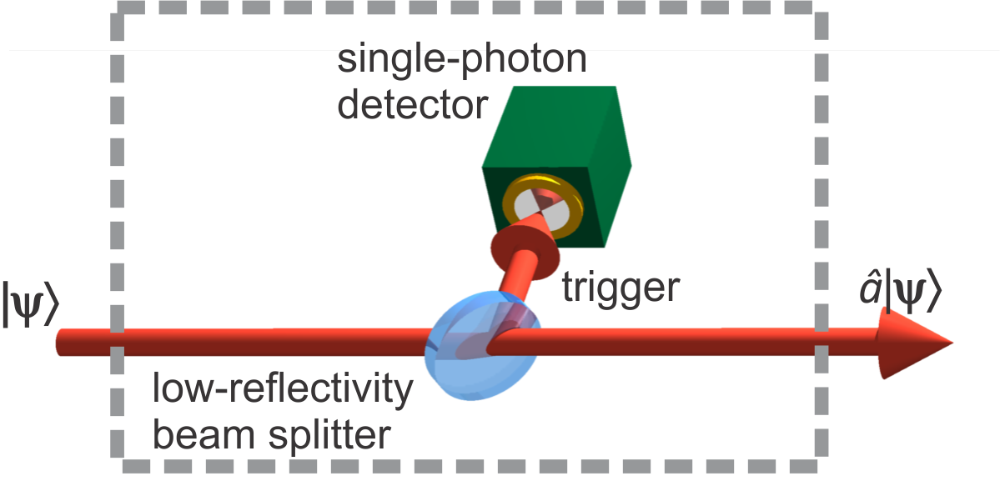 single-photon
detector
|ψ⟩
trigger
â|ψ⟩
low-reflectivity
beam splitter